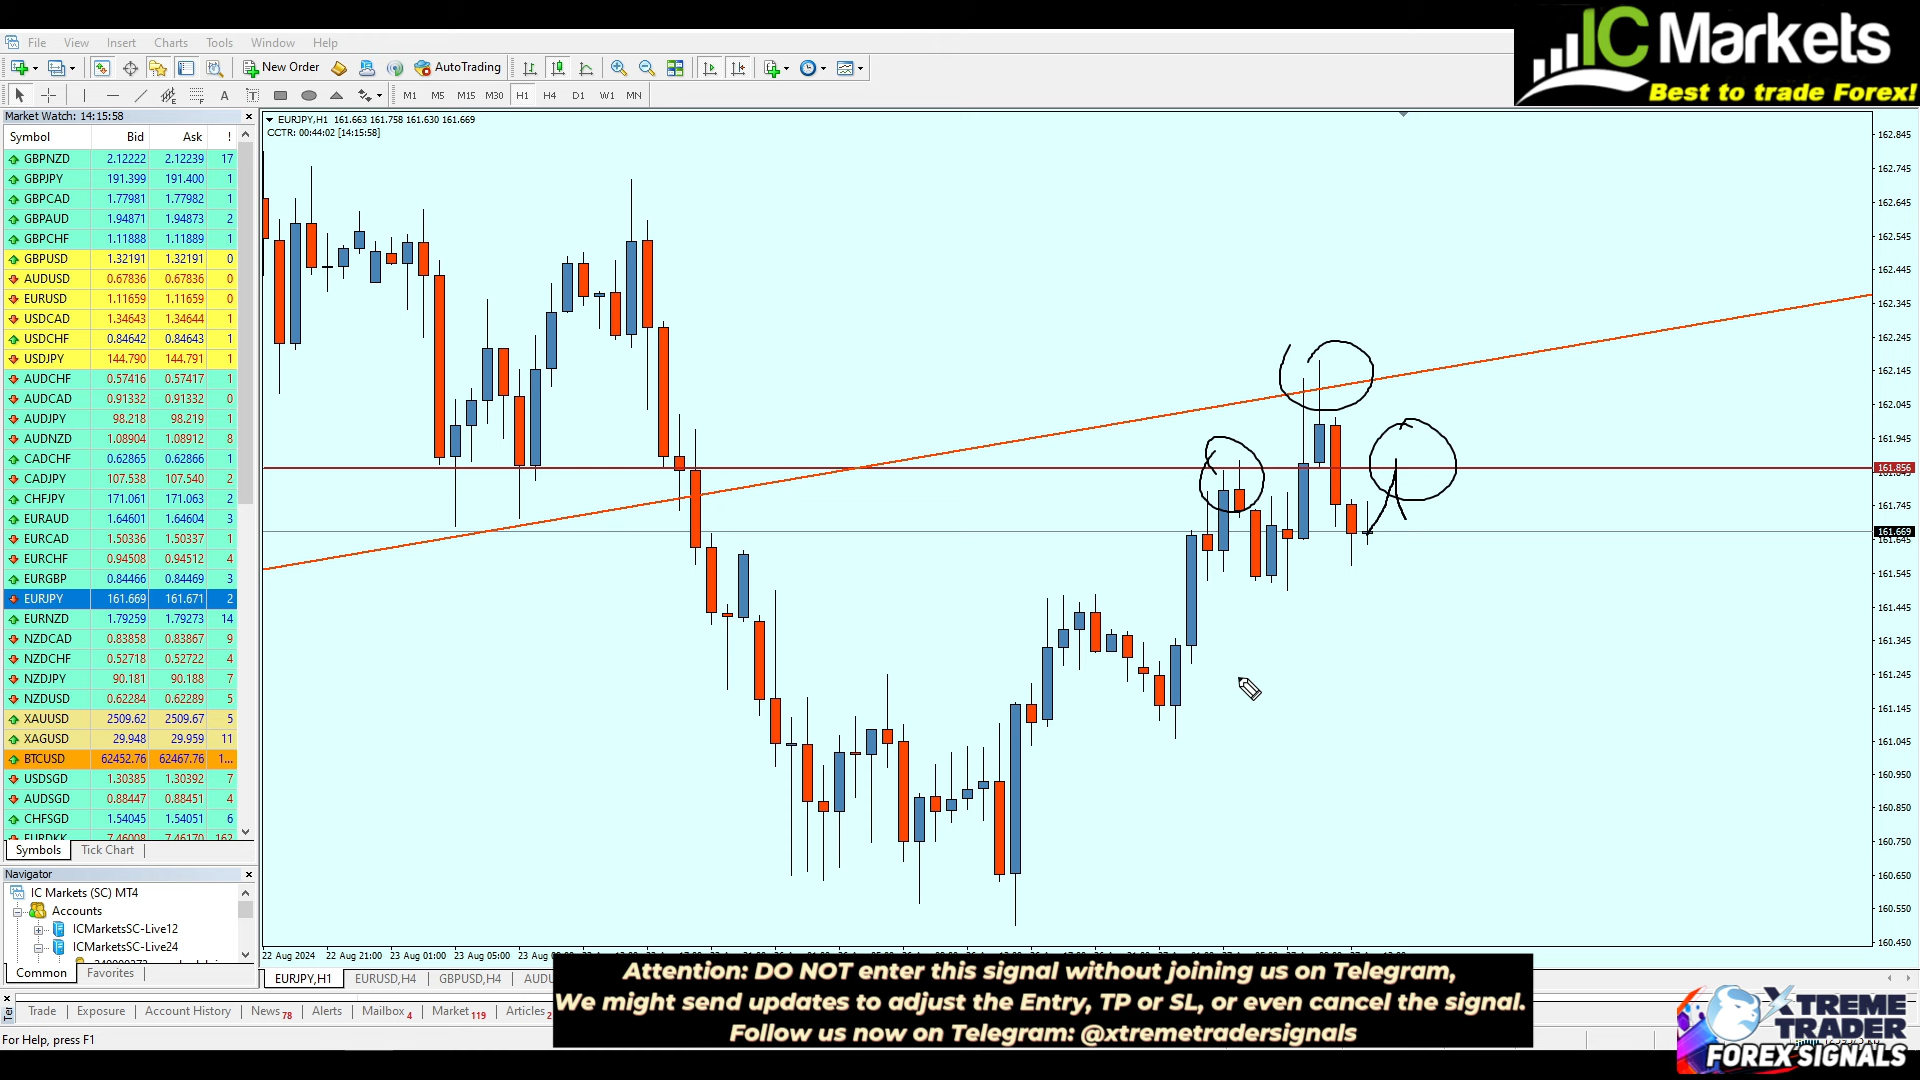 File View Insert Charts Tools Window Help
New Order AutoTrading
A T M1 M5 M15 M30 H1 H4 D1 W1 MN
IC Markets
Best to trade Forex!
Market Watch: 14:15:58
Symbol Bid Ask !
GBPNZD 2.12222 2.12239 17
GBPJPY 191.399 191.400 1
GBPCAD 1.77981 1.77982 1
GBPAUD 1.94871 1.94873 2
GBPCHF 1.11888 1.11889 1
GBPUSD 1.32191 1.32191 0
AUDUSD 0.67836 0.67836 0
EURUSD 1.11659 1.11659 0
USDCAD 1.34643 1.34644 1
USDCHF 0.84642 0.84643 1
USDJPY 144.790 144.791 1
AUDCHF 0.57416 0.57417 1
AUDCAD 0.91332 0.91332 0
AUDJPY 98.218 98.219 1
AUDNZD 1.08904 1.08912 8
CADCHF 0.62865 0.62866 1
CADJPY 107.538 107.540 2
CHFJPY 171.061 171.063 2
EURAUD 1.64601 1.64604 3
EURCAD 1.50336 1.50337 1
EURCHF 0.94508 0.94512 4
EURGBP 0.84466 0.84469 3
EURJPY 161.669 161.671 2
EURNZD 1.79259 1.79273 14
NZDCAD 0.83858 0.83867 9
NZDCHF 0.52718 0.52722 4
NZDJPY 90.181 90.188 7
NZDUSD 0.62284 0.62289 5
XAUUSD 2509.62 2509.67 5
XAGUSD 29.948 29.959 11
BTCUSD 62452.76 62467.76 1...
USDSGD 1.30385 1.30392 7
AUDSGD 0.88447 0.88451 4
CHFSGD 1.54045 1.54051 6
EURDKK 7.46008 7.46170 162
Symbols Tick Chart
Navigator
IC Markets (SC) MT4
Accounts
ICMarketsSC-Live12
ICMarketsSC-Live24
Common Favorites
EURJPY,H1 161.663 161.758 161.630 161.669
CCTR: 00:44:02 [14:15:58]
162.845
162.745
162.645
162.545
162.445
162.345
162.245
162.145
162.045
161.945
161.856
161.745
161.669
161.645
161.545
161.445
161.345
161.245
161.145
161.045
160.950
160.850
160.750
160.650
160.550
160.450
22 Aug 2024 22 Aug 21:00 23 Aug 01:00 23 Aug 05:00
EURJPY,H1 EURUSD,H4 GBPUSD,H4
Attention: DO NOT enter this signal without joining us on Telegram,
We might send updates to adjust the Entry, TP or SL, or even cancel the signal.
Follow us now on Telegram: @xtremetradersignals
Trade Exposure Account History News 78 Alerts Mailbox 4 Market 119 Articles
For Help, press F1
XTREME
TRADER
FOREX SIGNALS